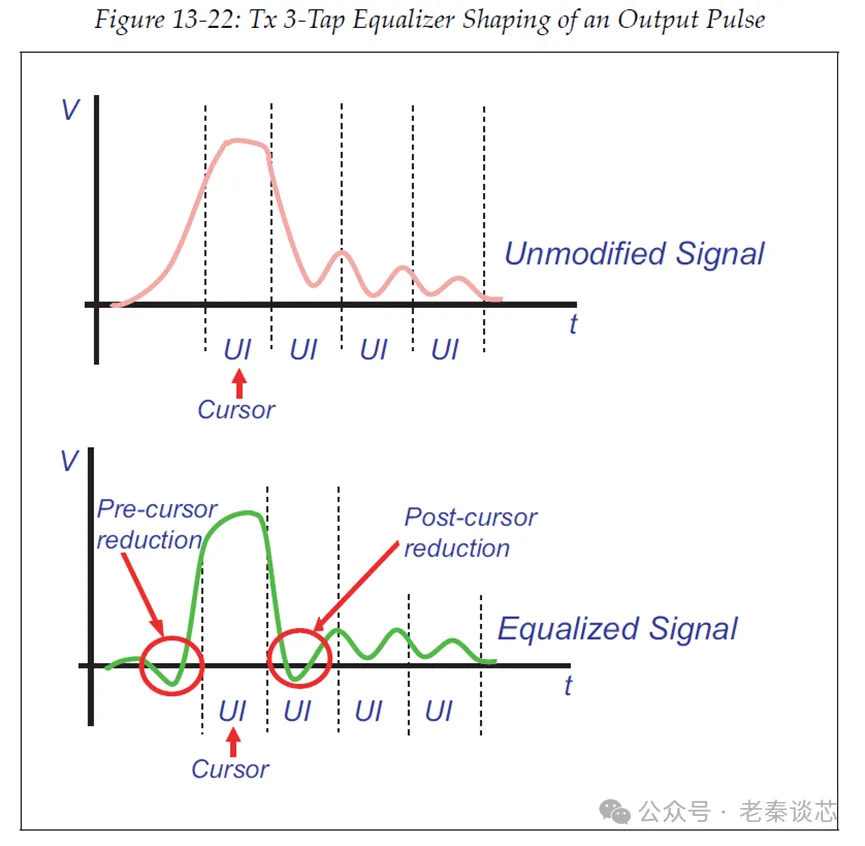 Figure 13-22: Tx 3-Tap Equalizer Shaping of an Output Pulse
V
Unmodified Signal
t
UI UI UI UI
Cursor
V
Pre-cursor
reduction
Post-cursor
reduction
Equalized Signal
t
UI UI UI UI
Cursor
公众号 · 老秦谈芯